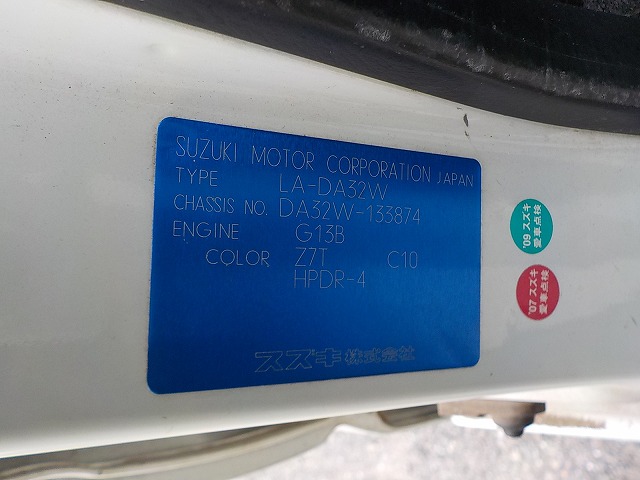 SUZUKI MOTOR CORPORATION JAPAN
TYPE LA-DA32W
CHASSIS NO. DA32W-133874
ENGINE G13B
COLOR Z7T C10
HPDR-4
スズキ株式会社
'09 スズキ
愛車点検
'07 スズキ
愛車点検